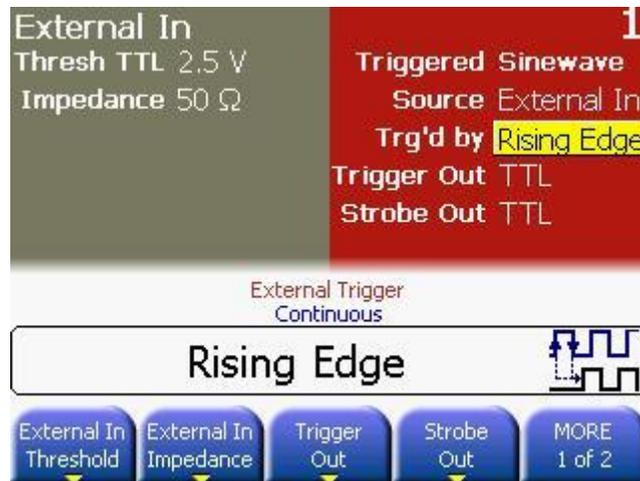 External In
Thresh TTL 2.5 V
Impedance 50 Ω
1
Triggered Sinewave
Source External In
Trg'd by Rising Edge
Trigger Out TTL
Strobe Out TTL
External Trigger
Continuous
Rising Edge
External In Threshold
External In Impedance
Trigger Out
Strobe Out
MORE 1 of 2